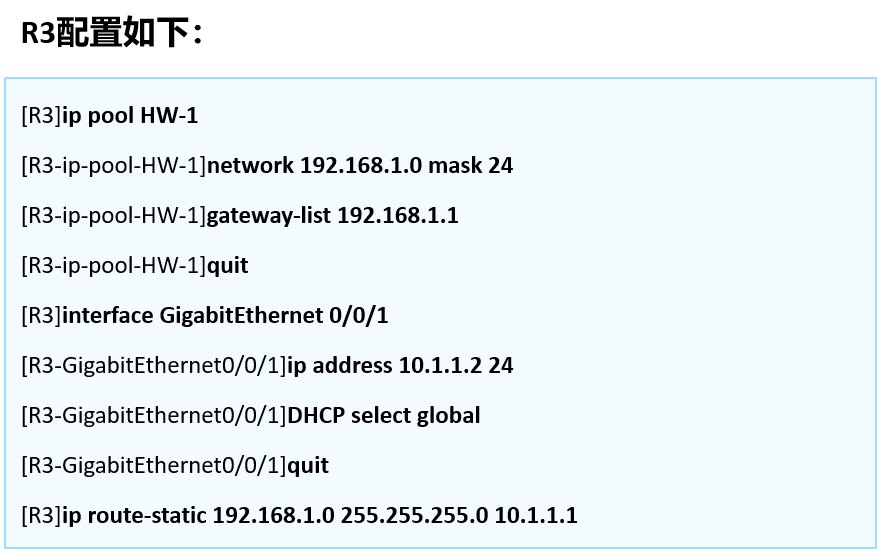 R3配置如下：
[R3]ip pool HW-1
[R3-ip-pool-HW-1]network 192.168.1.0 mask 24
[R3-ip-pool-HW-1]gateway-list 192.168.1.1
[R3-ip-pool-HW-1]quit
[R3]interface GigabitEthernet 0/0/1
[R3-GigabitEthernet0/0/1]ip address 10.1.1.2 24
[R3-GigabitEthernet0/0/1]DHCP select global
[R3-GigabitEthernet0/0/1]quit
[R3]ip route-static 192.168.1.0 255.255.255.0 10.1.1.1